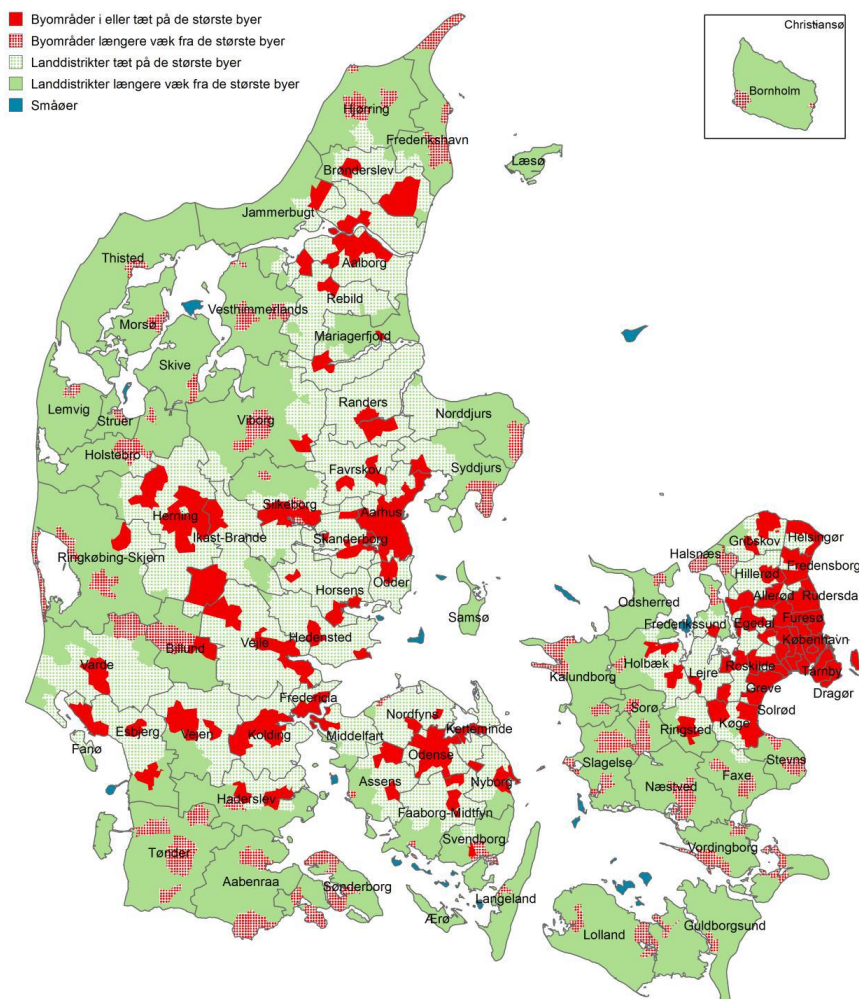 Byområder i eller tæt på de største byer
Byområder længere væk fra de største byer
Landdistrikter tæt på de største byer
Landdistrikter længere væk fra de største byer
Småøer
Christiansø
Bornholm
Hjørring
Frederikshavn
Læsø
Brønderslev
Jammerbugt
Thisted
Aalborg
Rebild
Vesthimmerlands
Morsø
Mariagerfjord
Skive
Lemvig
Struer
Randers
Norddjurs
Viborg
Holstebro
Favrskov
Syddjurs
Silkeborg
Herning
Aarhus
Ikast-Brande
Skanderborg
Ringkøbing-Skjern
Odder
Horsens
Samsø
Hedensted
Billund
Vejle
Varde
Fredericia
Esbjerg
Vejen
Kolding
Fanø
Middelfart
Nordfyns
Kerteminde
Odense
Assens
Nyborg
Haderslev
Faaborg-Midtfyn
Svendborg
Tønder
Aabenraa
Sønderborg
Langeland
Ærø
Gribskov
Helsingør
Halsnæs
Fredensborg
Hillerød
Odsherred
Allerød
Rudersda
Frederikssund
Egedal
Furesø
København
Holbæk
Kalundborg
Lejre
Roskilde
Tårnby
Greve
Dragør
Sorø
Solrød
Køge
Ringsted
Slagelse
Stevns
Faxe
Næstved
Vordingborg
Lolland
Guldborgsund